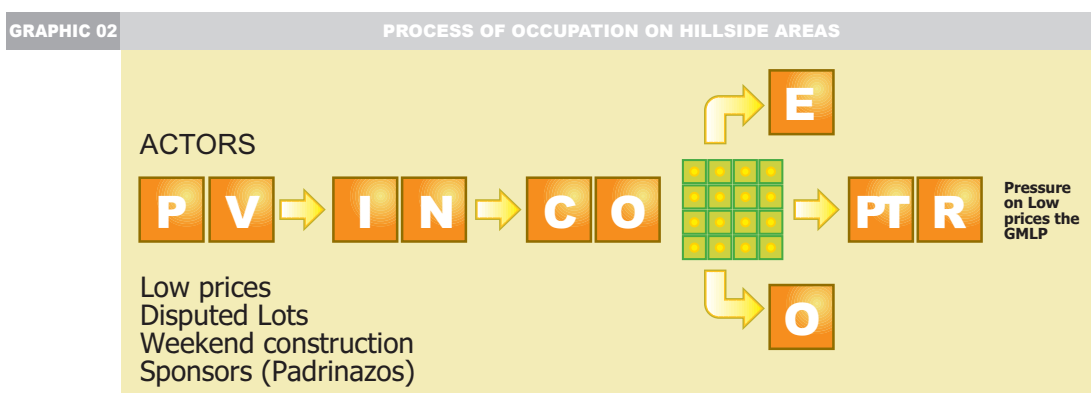 GRAPHIC 02
PROCESS OF OCCUPATION ON HILLSIDE AREAS
E
ACTORS
P V I N C O PT R
Pressure
on Low
prices the
GMLP
O
Low prices
Disputed Lots
Weekend construction
Sponsors (Padrinazos)